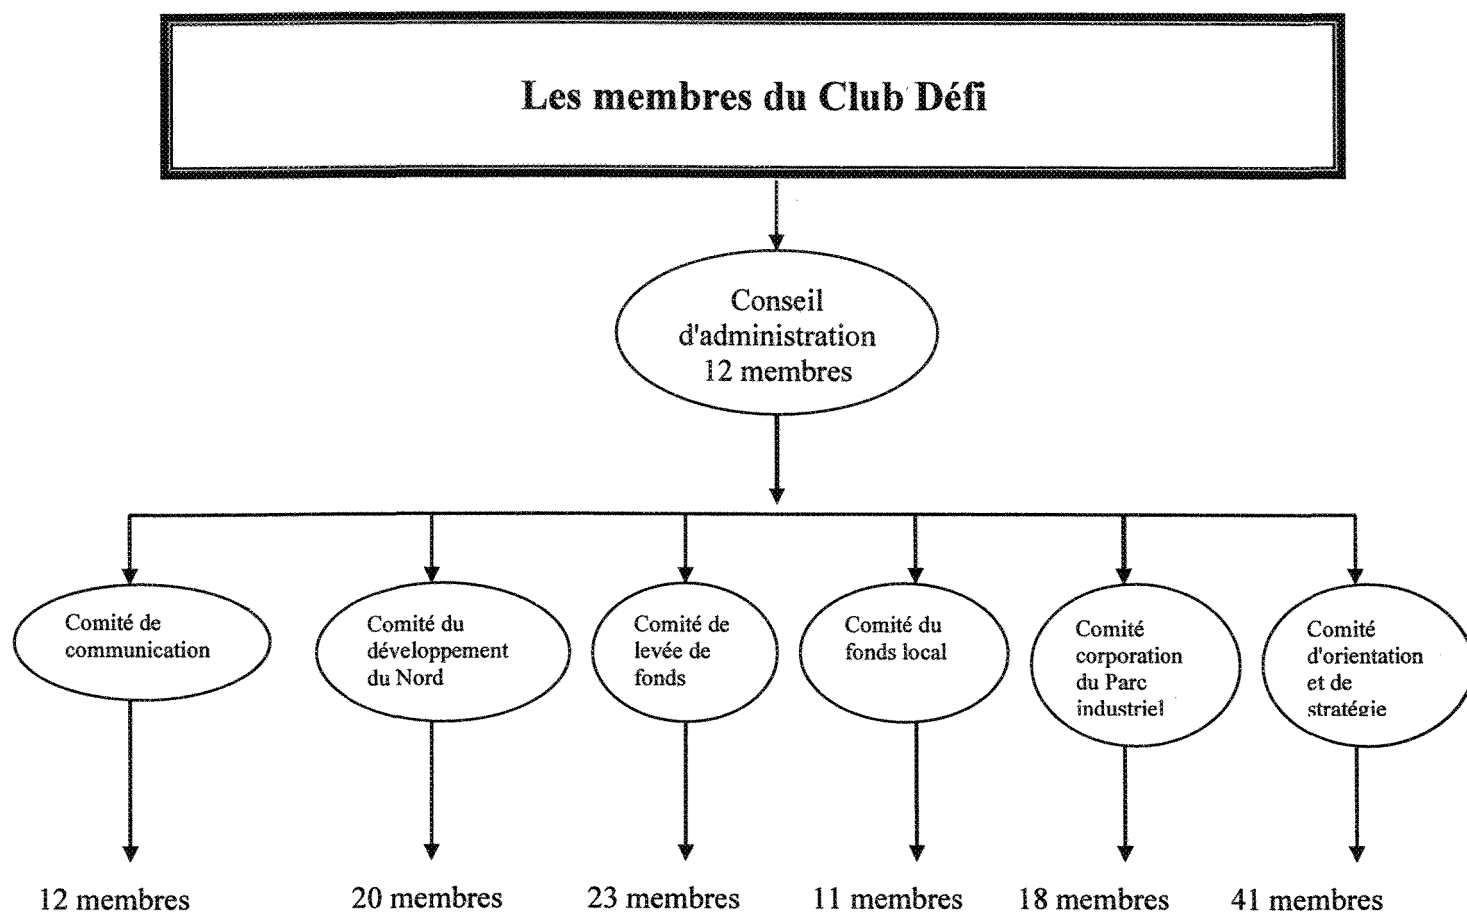 Les membres du Club Défi
Conseil
d'administration
12 membres
Comité de
communication
Comité du
développement
du Nord
Comité de
levée de
fonds
Comité du
fonds local
Comité
corporation
du Parc
industriel
Comité
d'orientation
et de
stratégie
12 membres
20 membres
23 membres
11 membres
18 membres
41 membres